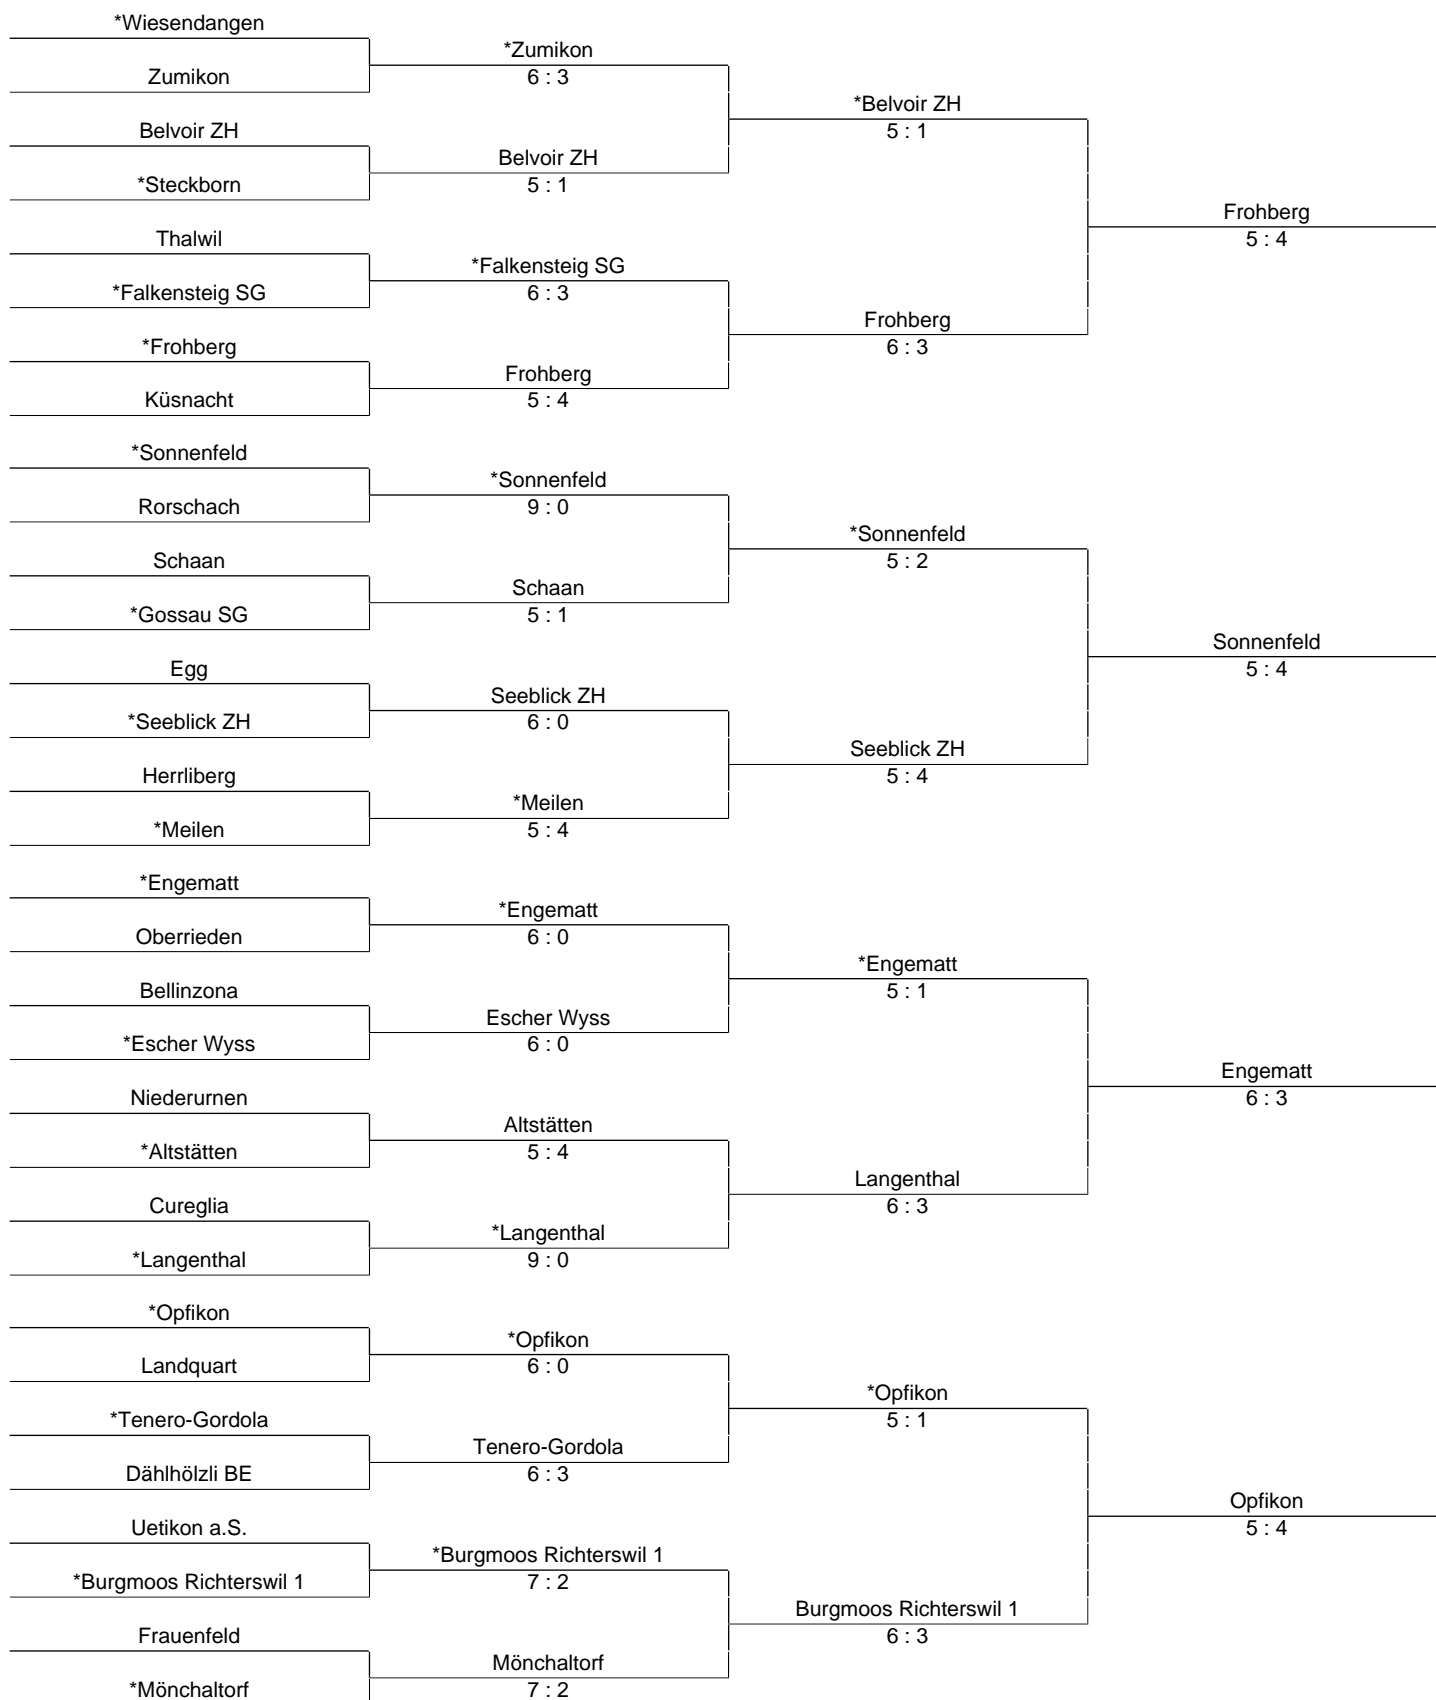 *Wiesendangen
*Zumikon
Zumikon
6 : 3
*Belvoir ZH
Belvoir ZH
5 : 1
Belvoir ZH
*Steckborn
5 : 1
Frohberg
Thalwil
5 : 4
*Falkensteig SG
*Falkensteig SG
6 : 3
Frohberg
*Frohberg
6 : 3
Frohberg
Küsnacht
5 : 4
*Sonnenfeld
*Sonnenfeld
Rorschach
9 : 0
*Sonnenfeld
Schaan
5 : 2
Schaan
*Gossau SG
5 : 1
Sonnenfeld
Egg
5 : 4
Seeblick ZH
*Seeblick ZH
6 : 0
Seeblick ZH
Herrliberg
5 : 4
*Meilen
*Meilen
5 : 4
*Engematt
*Engematt
Oberrieden
6 : 0
*Engematt
Bellinzona
5 : 1
Escher Wyss
*Escher Wyss
6 : 0
Engematt
Niederurnen
6 : 3
Altstätten
*Altstätten
5 : 4
Langenthal
Cureglia
6 : 3
*Langenthal
*Langenthal
9 : 0
*Opfikon
*Opfikon
Landquart
6 : 0
*Opfikon
*Tenero-Gordola
5 : 1
Tenero-Gordola
Dählhölzli BE
6 : 3
Opfikon
Uetikon a.S.
5 : 4
*Burgmoos Richterswil 1
*Burgmoos Richterswil 1
7 : 2
Burgmoos Richterswil 1
Frauenfeld
6 : 3
Mönchaltorf
*Mönchaltorf
7 : 2